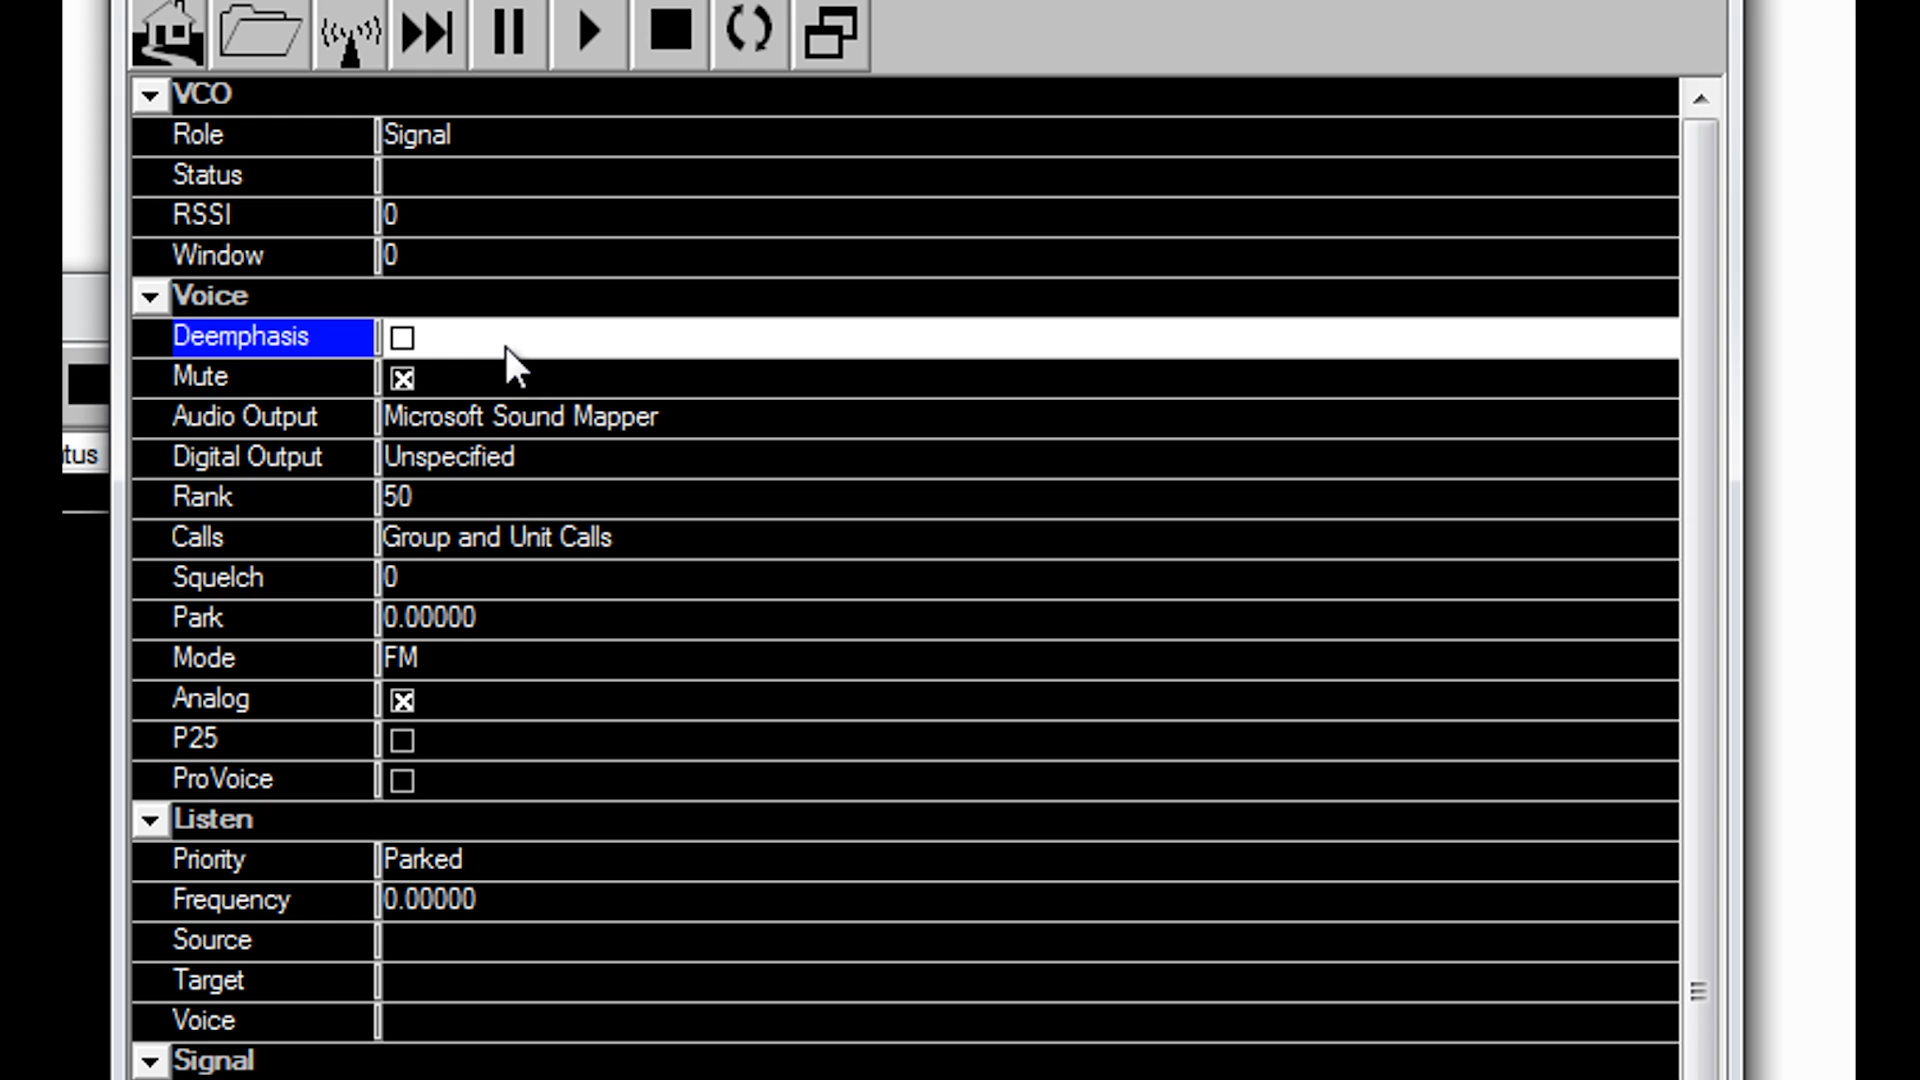 VCO
Role Signal
Status
RSSI 0
Window 0
Voice
Deemphasis
Mute
Audio Output Microsoft Sound Mapper
tus
Digital Output Unspecified
Rank 50
Calls Group and Unit Calls
Squelch 0
Park 0.00000
Mode FM
Analog
P25
ProVoice
Listen
Priority Parked
Frequency 0.00000
Source
Target
Voice
Signal